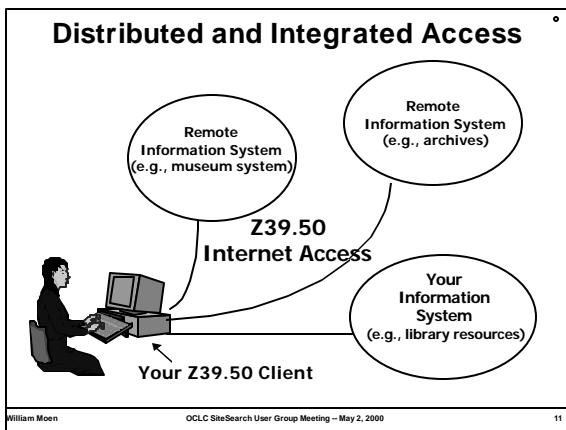 Distributed and Integrated Access
Remote
Information System
(e.g., museum system)
Remote
Information System
(e.g., archives)
Z39.50
Internet Access
Your
Information
System
(e.g., library resources)
Your Z39.50 Client
William Moen
OCLC SiteSearch User Group Meeting -- May 2, 2000
11